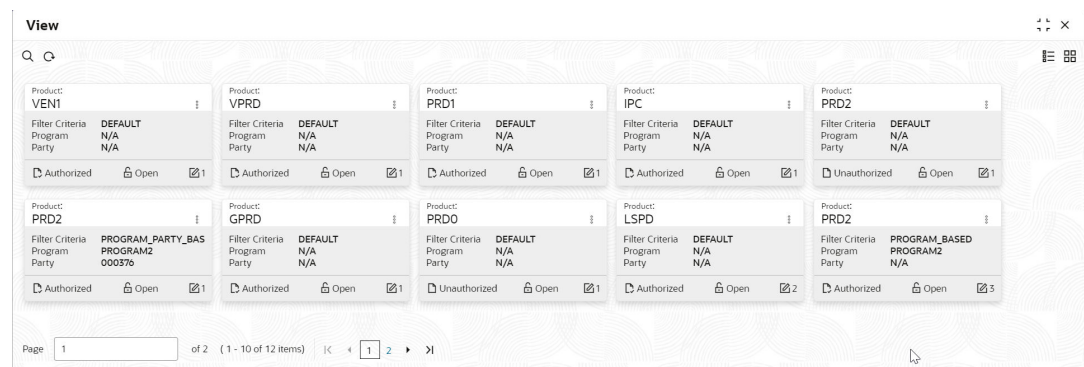 View
Product:
VEN1
Filter Criteria DEFAULT
Program N/A
Party N/A
Authorized Open 1
Product:
VPRD
Filter Criteria DEFAULT
Program N/A
Party N/A
Authorized Open 1
Product:
PRD1
Filter Criteria DEFAULT
Program N/A
Party N/A
Authorized Open 1
Product:
IPC
Filter Criteria DEFAULT
Program N/A
Party N/A
Authorized Open 1
Product:
PRD2
Filter Criteria DEFAULT
Program N/A
Party N/A
Unauthorized Open 1
Product:
PRD2
Filter Criteria PROGRAM_PARTY_BAS
Program PROGRAM2
Party 000376
Authorized Open 1
Product:
GPRD
Filter Criteria DEFAULT
Program N/A
Party N/A
Authorized Open 1
Product:
PRD0
Filter Criteria DEFAULT
Program N/A
Party N/A
Unauthorized Open 1
Product:
LSPD
Filter Criteria DEFAULT
Program N/A
Party N/A
Authorized Open 2
Product:
PRD2
Filter Criteria PROGRAM_BASED
Program PROGRAM2
Party N/A
Authorized Open 3
Page 1 of 2 ( 1 - 10 of 12 items) 1 2